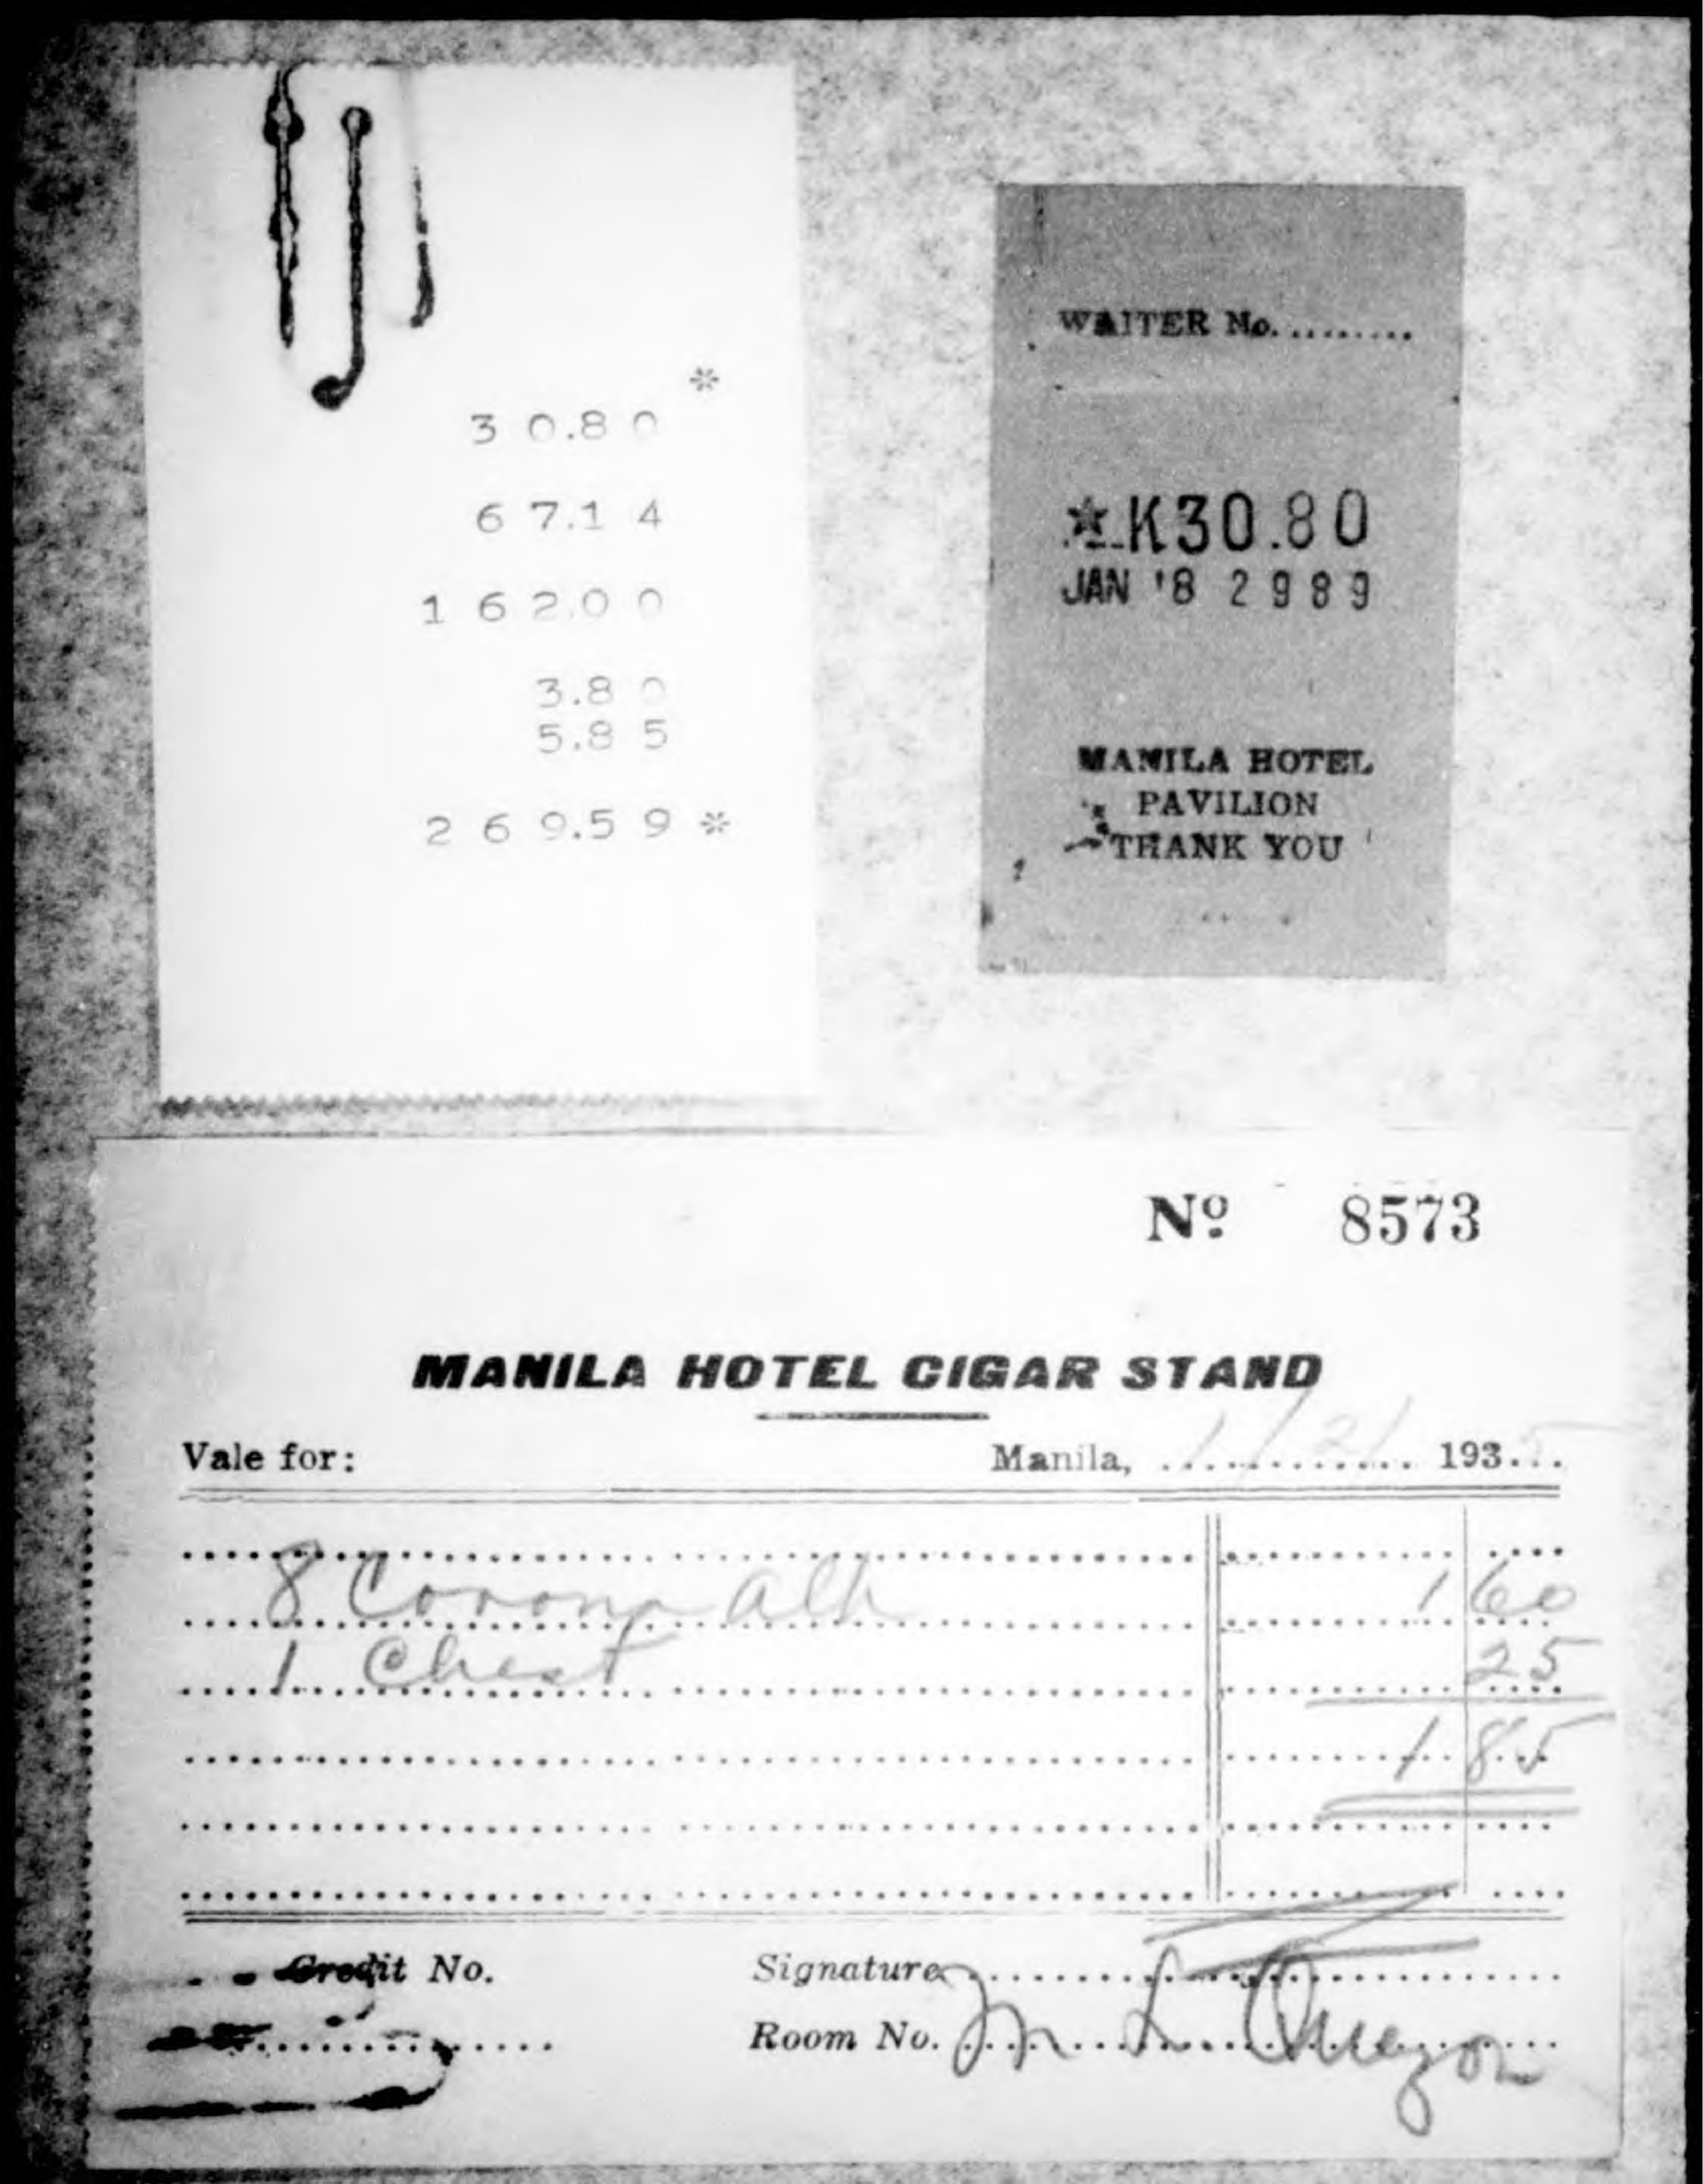 *
30.80
67.14
162.00
3.80
5.85
269.59 *
WAITER No. .........
☆K30.80
JAN '8 2989
MANILA HOTEL
PAVILION
THANK YOU
Nº 8573
MANILA HOTEL CIGAR STAND
Vale for: Manila, 1/21 1935
8 Corona Alh 1 60
1 Chest 25
1 85
Credit No. Signature
Room No. M L Quezon